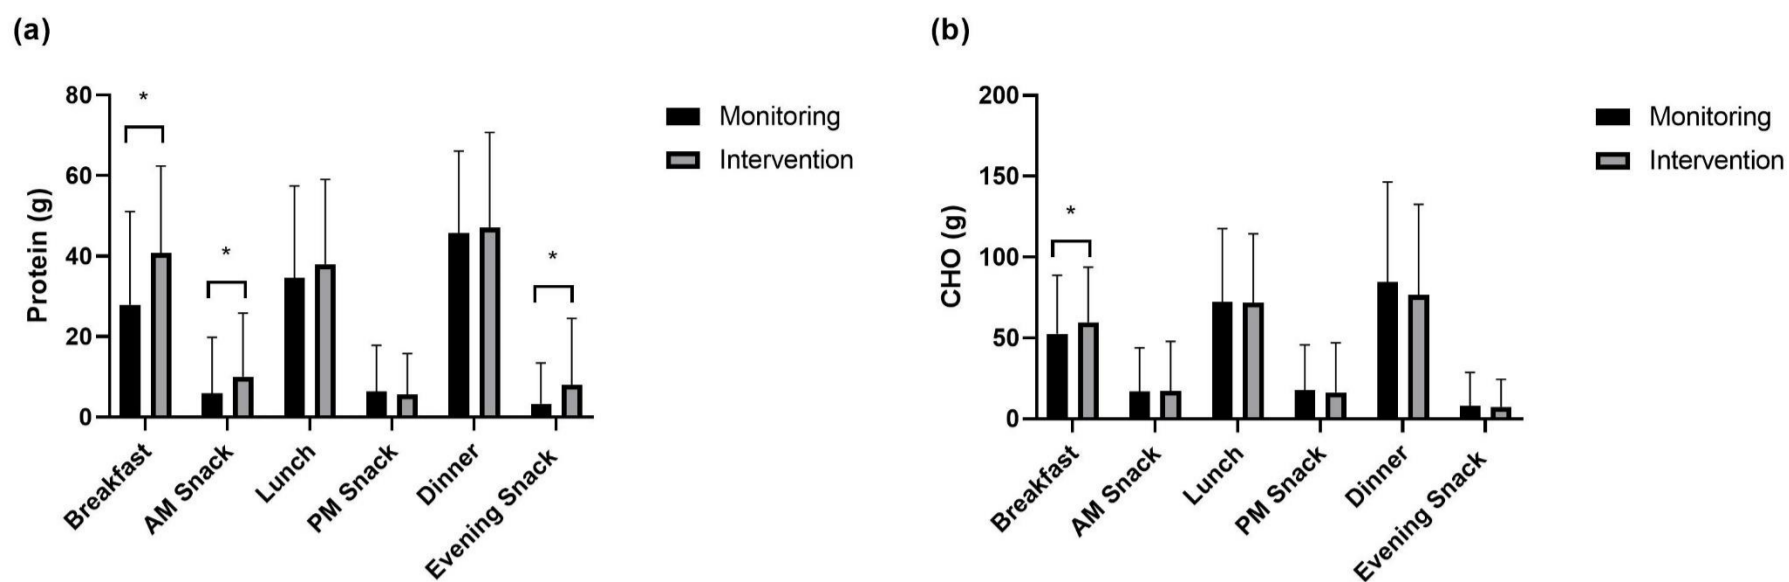 (a)
Protein (g)
80
60
40
20
0
*
*
*
Breakfast
AM Snack
Lunch
PM Snack
Dinner
Evening Snack
Monitoring
Intervention
(b)
CHO (g)
200
150
100
50
0
*
Breakfast
AM Snack
Lunch
PM Snack
Dinner
Evening Snack
Monitoring
Intervention